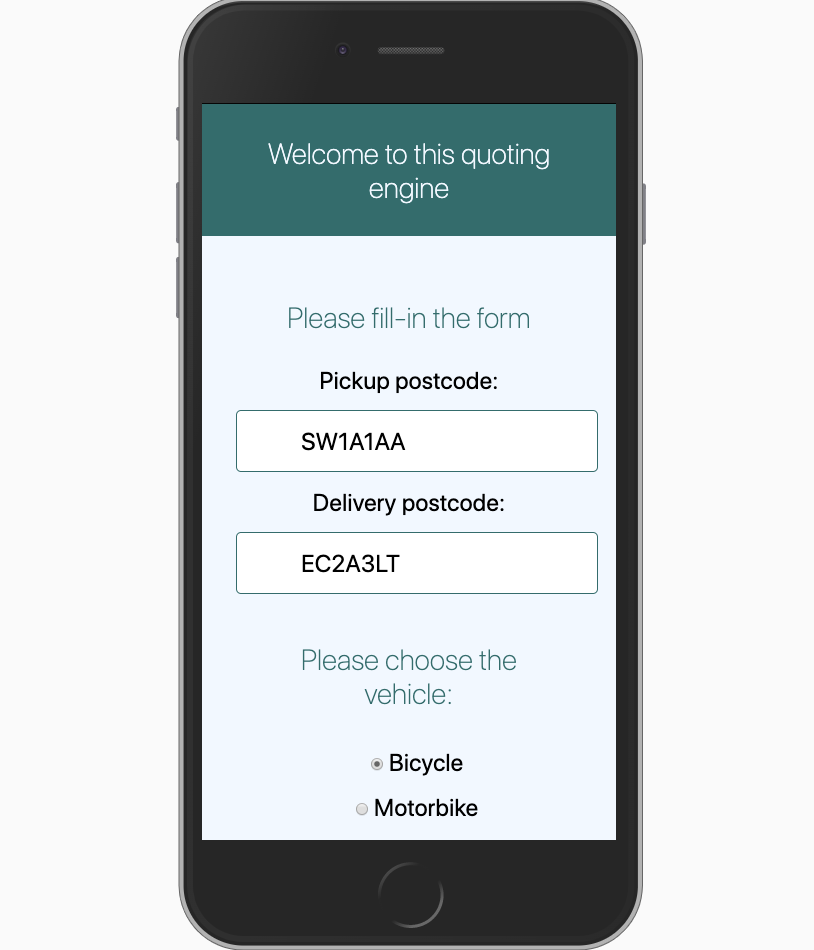 Welcome to this quoting
engine
Please fill-in the form
Pickup postcode:
SW1A1AA
Delivery postcode:
EC2A3LT
Please choose the
vehicle:
Bicycle
Motorbike